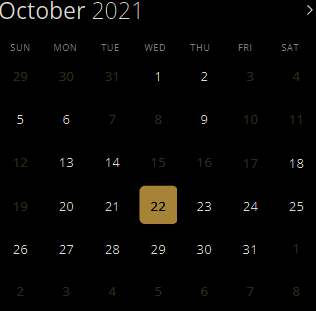 October 2021
SUN MON TUE WED THU FRI SAT
29 30 31 1 2 3 4
5 6 7 8 9 10 11
12 13 14 15 16 17 18
19 20 21 22 23 24 25
26 27 28 29 30 31 1
2 3 4 5 6 7 8